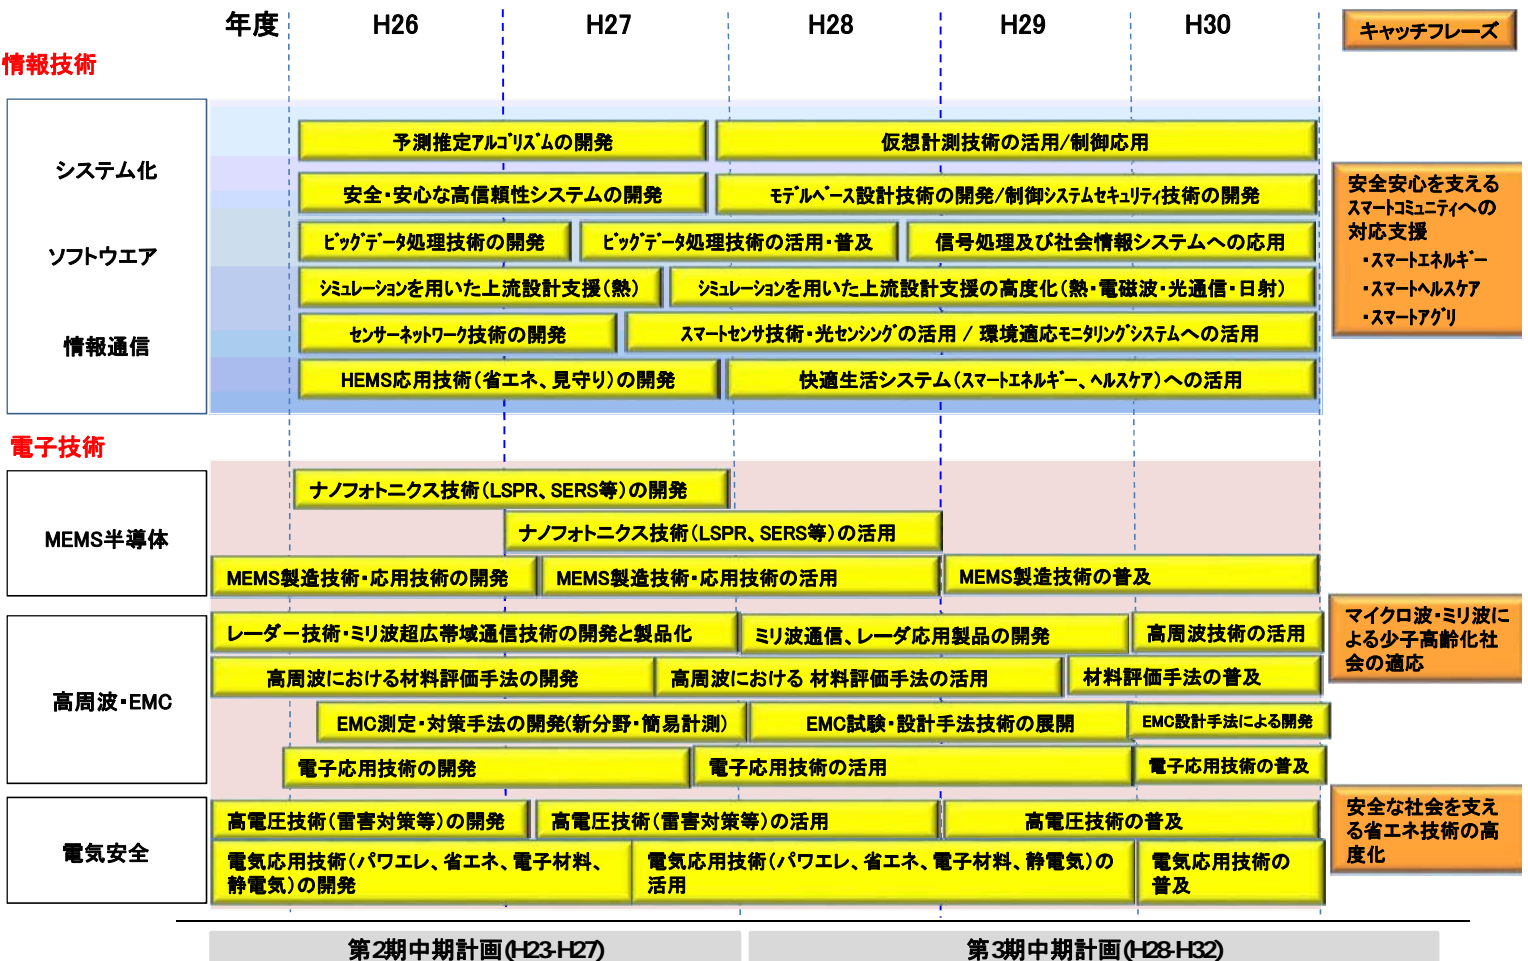 年度 H26 H27 H28 H29 H30 キャッチフレーズ
情報技術
システム化
ソフトウエア
情報通信
予測推定ｱﾙｺﾞﾘｽﾞﾑの開発 仮想計測技術の活用/制御応用
安全・安心な高信頼性システムの開発 ﾓﾃﾞﾙﾍﾞｰｽ設計技術の開発/制御ｼｽﾃﾑｾｷｭﾘﾃｨ技術の開発
ﾋﾞｯｸﾞﾃﾞｰﾀ処理技術の開発 ﾋﾞｯｸﾞﾃﾞｰﾀ処理技術の活用・普及 信号処理及び社会情報システムへの応用
ｼﾐｭﾚｰｼｮﾝを用いた上流設計支援(熱) ｼﾐｭﾚｰｼｮﾝを用いた上流設計支援の高度化(熱・電磁波・光通信・日射)
ｾﾝｻｰﾈｯﾄﾜｰｸ技術の開発 ｽﾏｰﾄｾﾝｻ技術・光ｾﾝｼﾝｸﾞの活用 / 環境適応ﾓﾆﾀﾘﾝｸﾞｼｽﾃﾑへの活用
HEMS応用技術(省エネ、見守り)の開発 快適生活システム(ｽﾏｰﾄｴﾈﾙｷﾞｰ、ﾍﾙｽｹｱ)への活用
安全安心を支える
ｽﾏｰﾄｺﾐｭﾆﾃｨへの
対応支援
・ｽﾏｰﾄｴﾈﾙｷﾞｰ
・ｽﾏｰﾄﾍﾙｽｹｱ
・ｽﾏｰﾄｱｸﾞﾘ
電子技術
MEMS半導体
ナノフォトニクス技術(LSPR、SERS等)の開発
ナノフォトニクス技術(LSPR、SERS等)の活用
MEMS製造技術・応用技術の開発 MEMS製造技術・応用技術の活用 MEMS製造技術の普及
高周波・EMC
レーダー技術・ミリ波超広帯域通信技術の開発と製品化 ミリ波通信、レーダ応用製品の開発 高周波技術の活用
高周波における材料評価手法の開発 高周波における 材料評価手法の活用 材料評価手法の普及
EMC測定・対策手法の開発(新分野・簡易計測) EMC試験・設計手法技術の展開 EMC設計手法による開発
電子応用技術の開発 電子応用技術の活用 電子応用技術の普及
マイクロ波・ミリ波に
よる少子高齢化社
会の適応
電気安全
高電圧技術(雷害対策等)の開発 高電圧技術(雷害対策等)の活用 高電圧技術の普及
電気応用技術(パワエレ、省エネ、電子材料、
静電気)の開発
電気応用技術(パワエレ、省エネ、電子材料、静電気)の
活用
電気応用技術の
普及
安全な社会を支え
る省エネ技術の高
度化
第2期中期計画(H23-H27) 第3期中期計画(H28-H32)